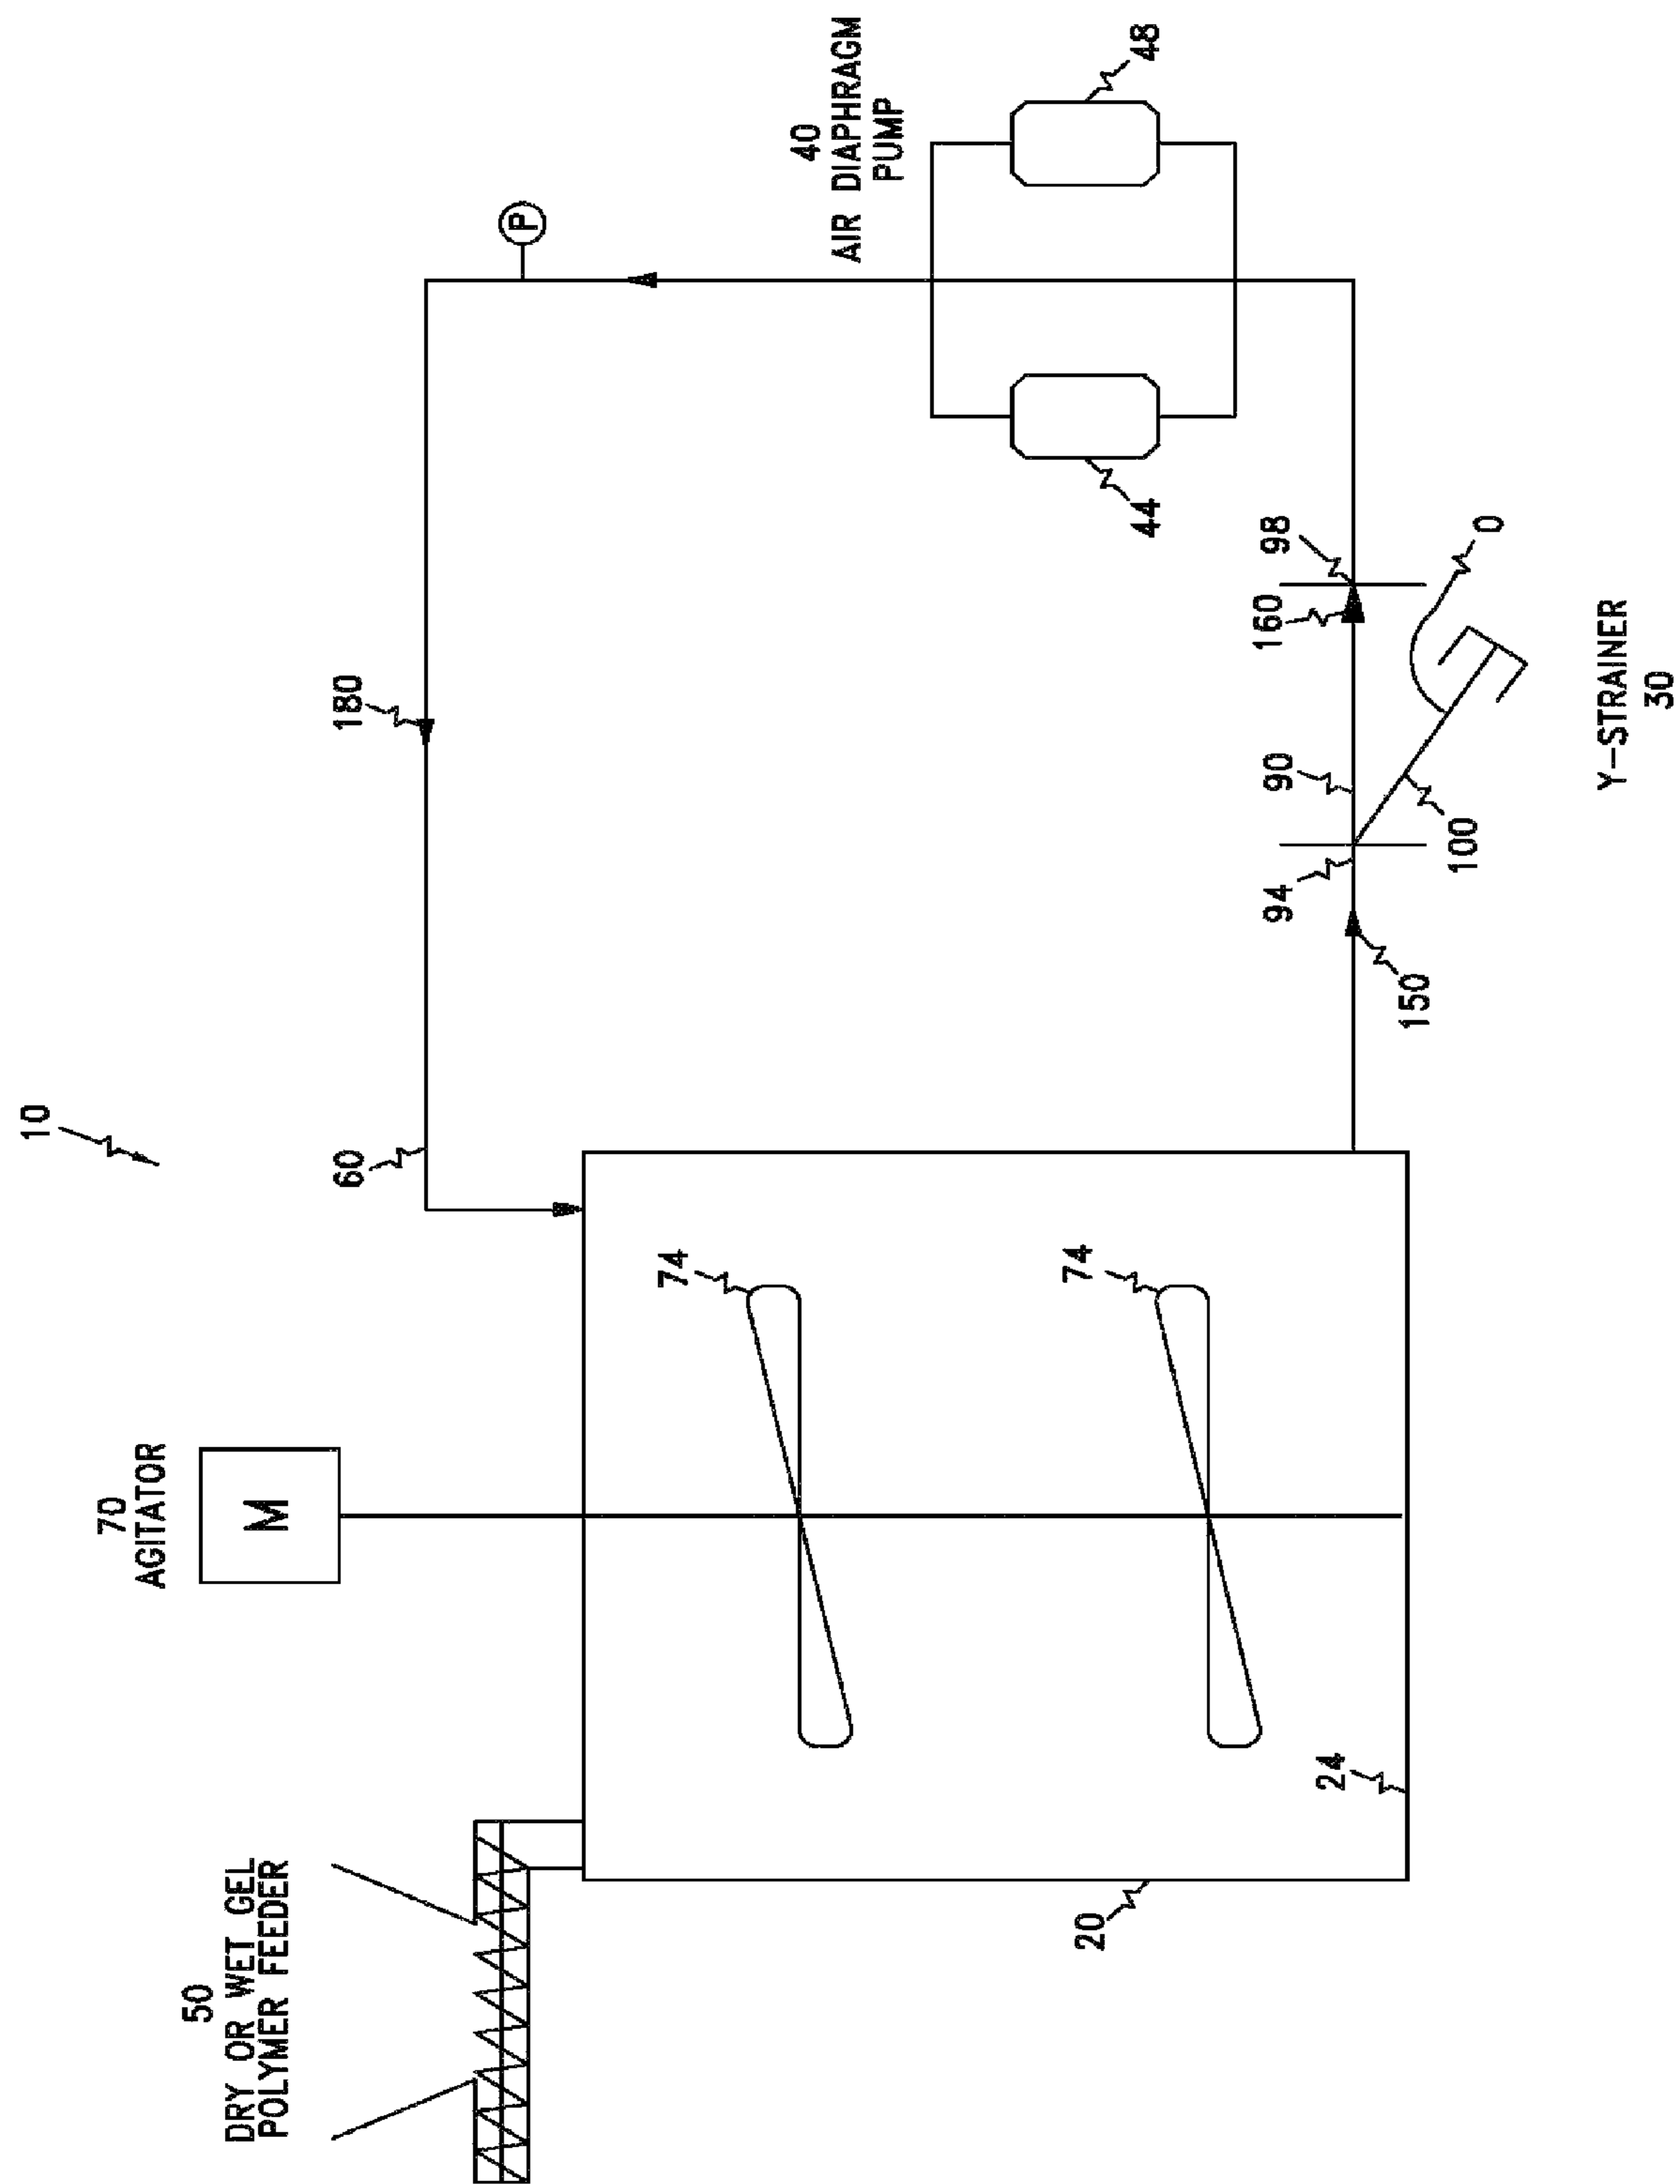 10
50
DRY OR WET GEL
POLYMER FEEDER
70
AGITATOR
M
60
180
P
40
AIR DIAPHRAGM
PUMP
48
44
74
74
20
24
150
94
90
100
160
98
0
Y-STRAINER
30